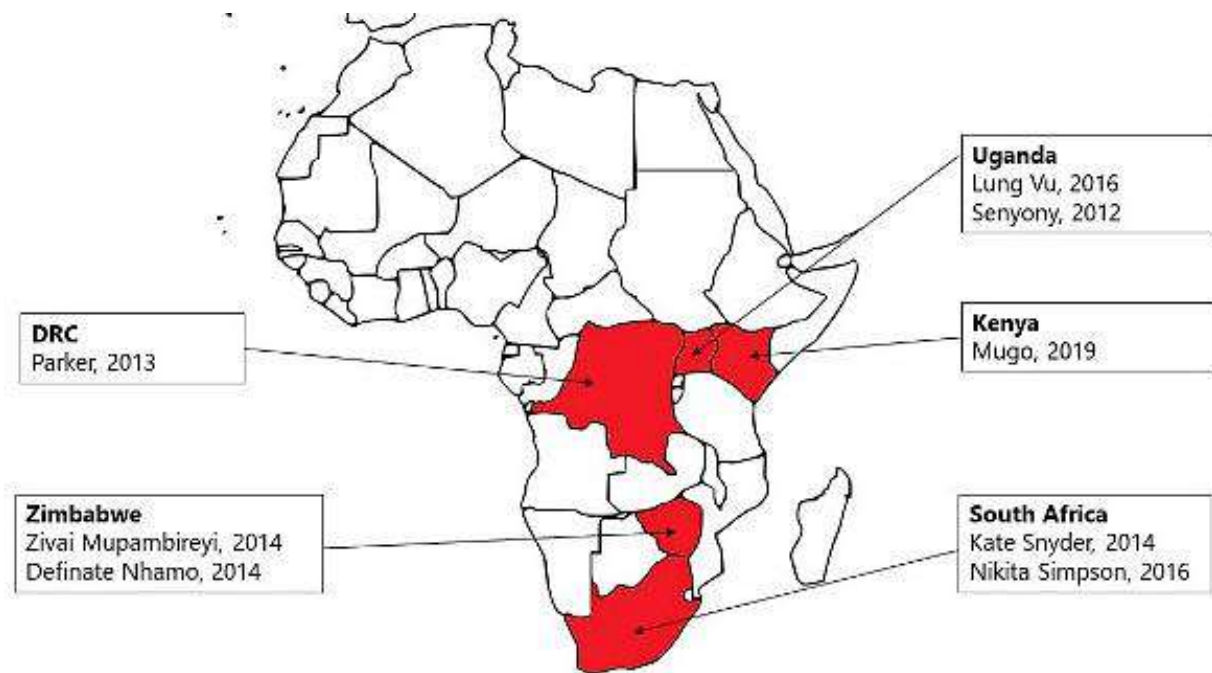 Uganda
Lung Vu, 2016
Senyony, 2012
DRC
Parker, 2013
Kenya
Mugo, 2019
Zimbabwe
Zivai Mupambireyi, 2014
Definate Nhamo, 2014
South Africa
Kate Snyder, 2014
Nikita Simpson, 2016